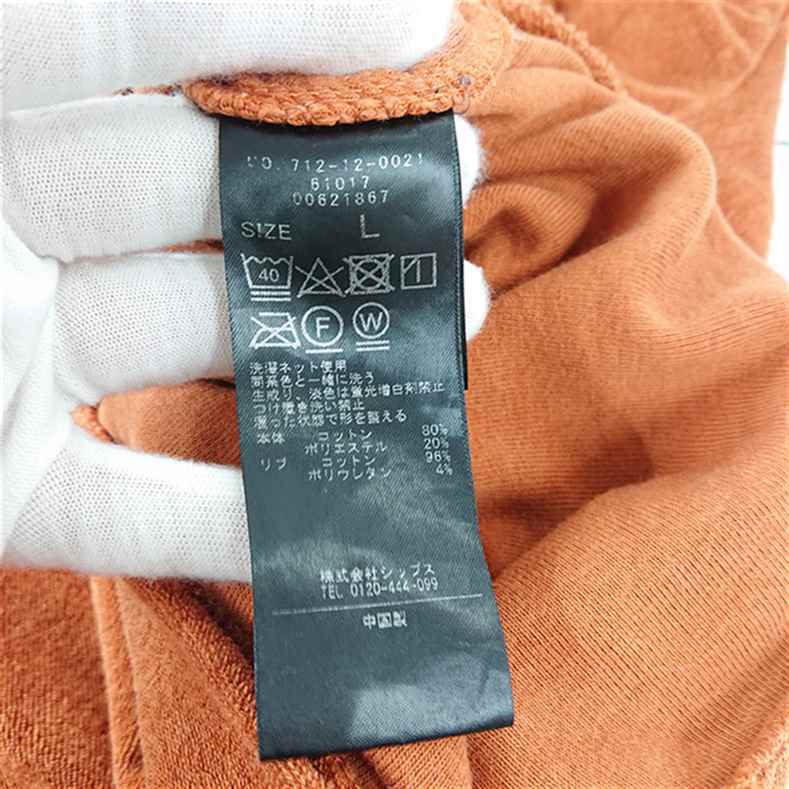 NO. 712-12-0021
61017
00621867
SIZE L
40
F W
洗濯ネット使用
同系色と一緒に洗う
生成り、淡色は蛍光増白剤禁止
つけ置き洗い禁止
湿った状態で形を整える
本体 コットン 80%
ポリエステル 20%
リブ コットン 96%
ポリウレタン 4%
株式会社シップス
TEL 0120-444-099
中国製